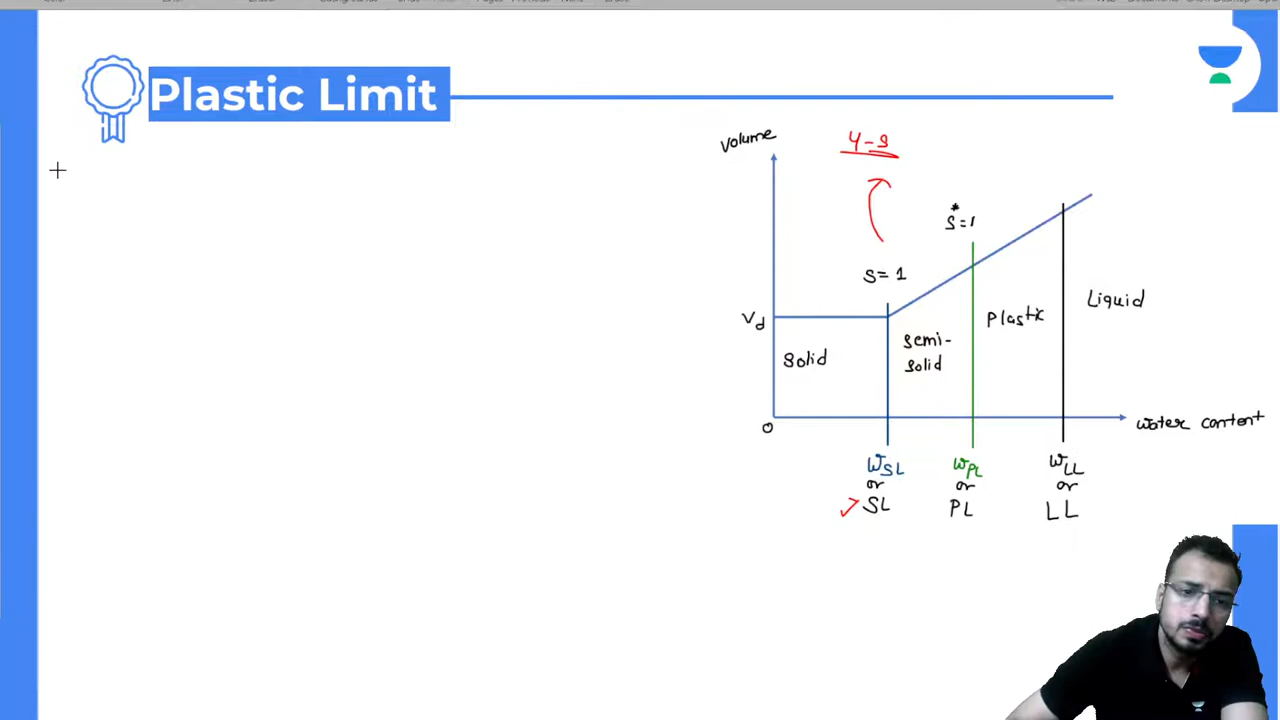 Plastic Limit
Volume
4-9
S=1
S=1
Vd
Solid
Semi-
solid
Plastic
Liquid
0
Water content
WSL
or
SL
WPL
or
PL
WLL
or
LL